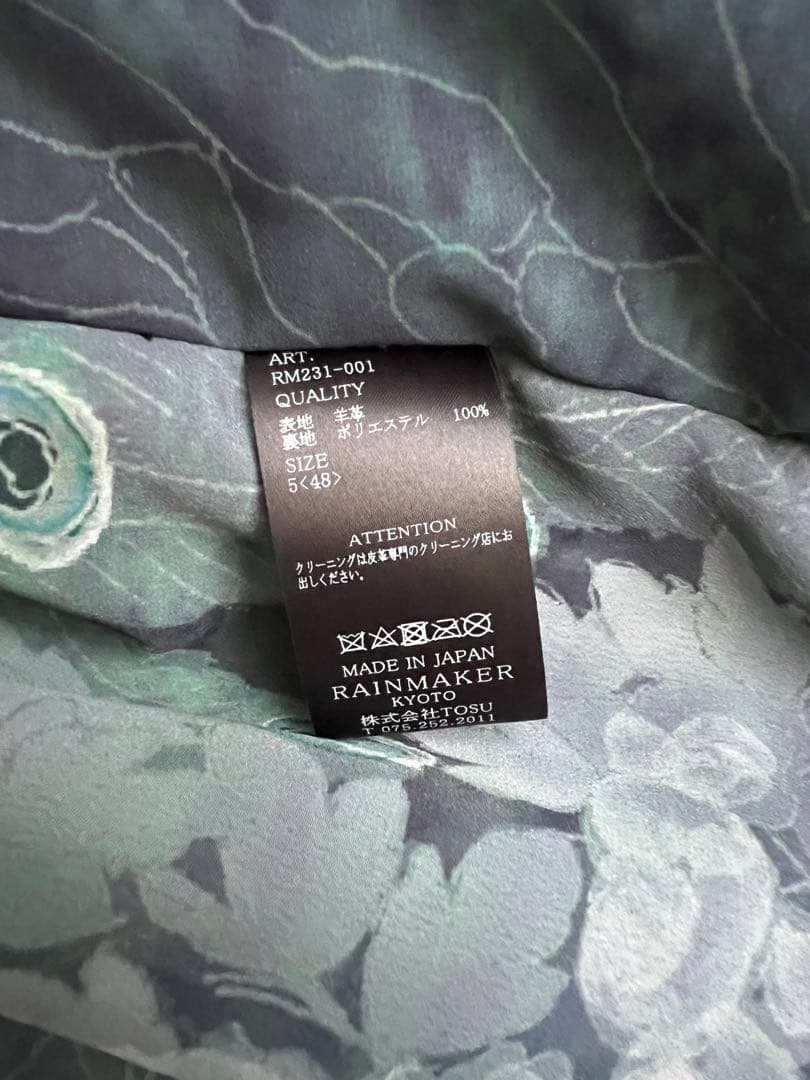 ART.
RM231-001
QUALITY
表地 羊革
裏地 ポリエステル 100%
SIZE
5<48>
ATTENTION
クリーニングは皮革専門のクリーニング店にお
出しください。
MADE IN JAPAN
RAINMAKER
KYOTO
株式会社TOSU
T 075.252.2011